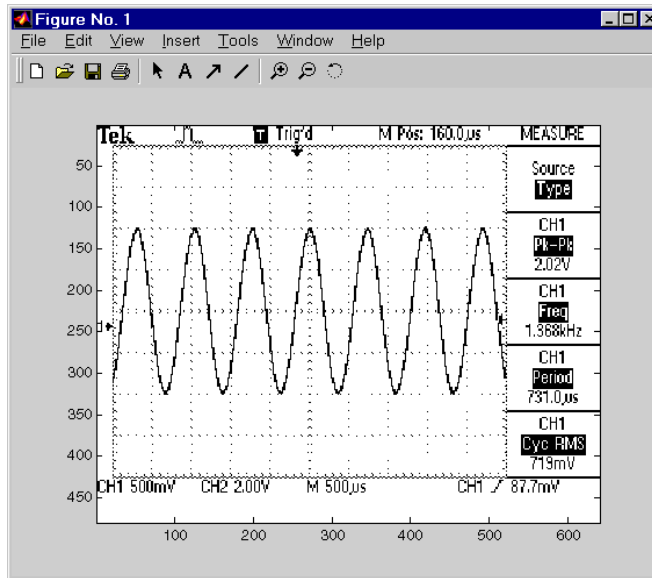 Figure No. 1
File Edit View Insert Tools Window Help
Tek T Trig'd M Pos: 160.0µs MEASURE
Source
Type
CH1
Pk-Pk
2.02V
CH1
Freq
1.368kHz
CH1
Period
731.0µs
CH1
Cyc RMS
719mV
CH1 500mV CH2 2.00V M 500µs CH1 / 87.7mV
50
100
150
200
250
300
350
400
450
100 200 300 400 500 600